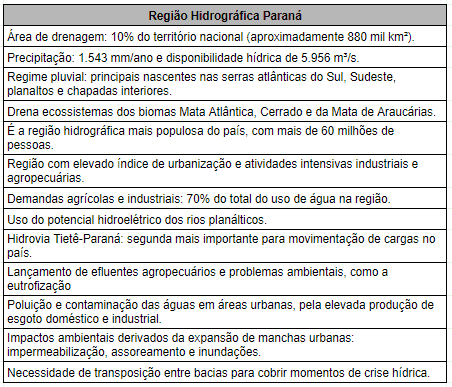 Região Hidrográfica Paraná
Área de drenagem: 10% do território nacional (aproximadamente 880 mil km²).
Precipitação: 1.543 mm/ano e disponibilidade hídrica de 5.956 m³/s.
Regime pluvial: principais nascentes nas serras atlânticas do Sul, Sudeste,
planaltos e chapadas interiores.
Drena ecossistemas dos biomas Mata Atlântica, Cerrado e da Mata de Araucárias.
É a região hidrográfica mais populosa do país, com mais de 60 milhões de
pessoas.
Região com elevado índice de urbanização e atividades intensivas industriais e
agropecuárias.
Demandas agrícolas e industriais: 70% do total do uso de água na região.
Uso do potencial hidroelétrico dos rios planálticos.
Hidrovia Tietê-Paraná: segunda mais importante para movimentação de cargas no
país.
Lançamento de efluentes agropecuários e problemas ambientais, como a
eutrofização
Poluição e contaminação das águas em áreas urbanas, pela elevada produção de
esgoto doméstico e industrial.
Impactos ambientais derivados da expansão de manchas urbanas:
impermeabilização, assoreamento e inundações.
Necessidade de transposição entre bacias para cobrir momentos de crise hídrica.